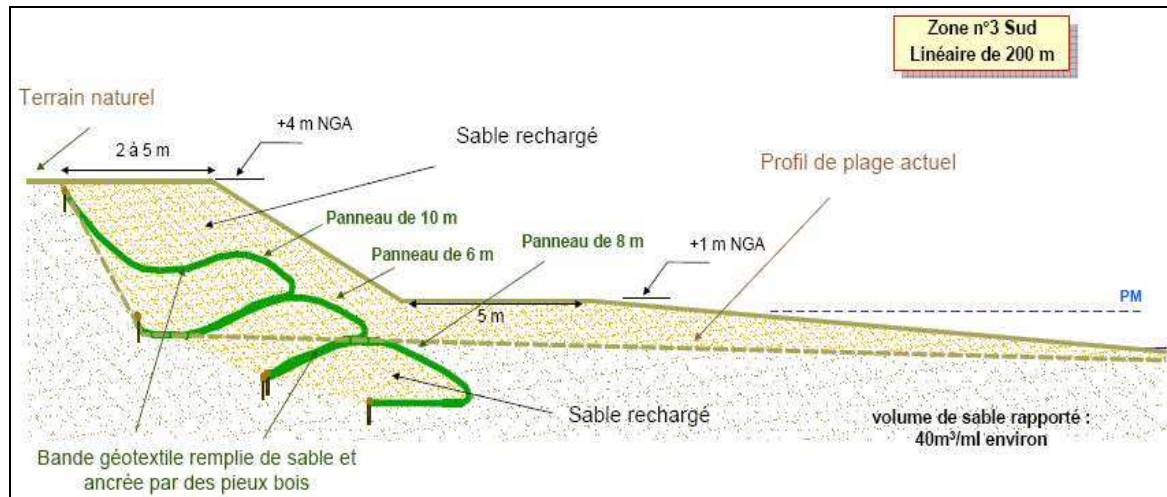 Zone n°3 Sud
Linéaire de 200 m
Terrain naturel
+4 m NGA
Sable rechargé
2 à 5 m
Profil de plage actuel
Panneau de 10 m
Panneau de 8 m
Panneau de 6 m
+1 m NGA
PM
5 m
Sable rechargé
volume de sable rapporté :
40m³/ml environ
Bande géotextile remplie de sable et
ancrée par des pieux bois